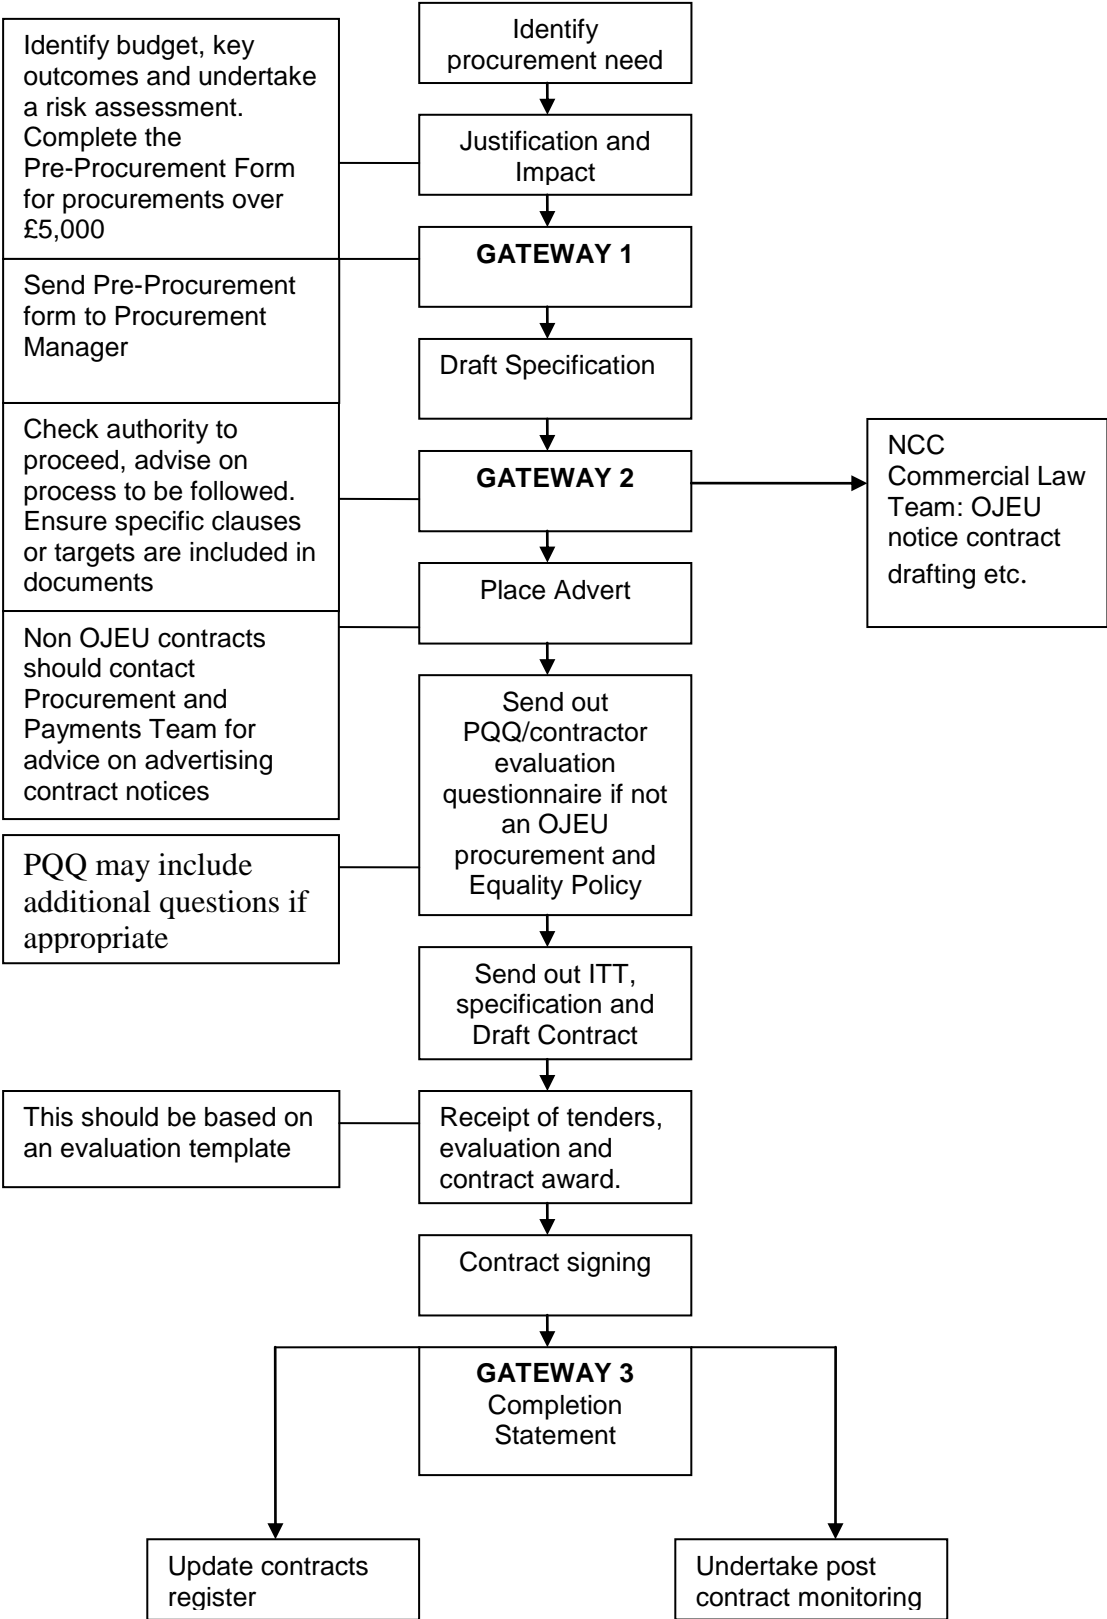 Identify
procurement need
Identify budget, key
outcomes and undertake
a risk assessment.
Complete the
Pre-Procurement Form
for procurements over
£5,000
Justification and
Impact
GATEWAY 1
Send Pre-Procurement
form to Procurement
Manager
Draft Specification
Check authority to
proceed, advise on
process to be followed.
Ensure specific clauses
or targets are included in
documents
GATEWAY 2
NCC
Commercial Law
Team: OJEU
notice contract
drafting etc.
Place Advert
Non OJEU contracts
should contact
Procurement and
Payments Team for
advice on advertising
contract notices
Send out
PQQ/contractor
evaluation
questionnaire if not
an OJEU
procurement and
Equality Policy
PQQ may include
additional questions if
appropriate
Send out ITT,
specification and
Draft Contract
This should be based on
an evaluation template
Receipt of tenders,
evaluation and
contract award.
Contract signing
GATEWAY 3
Completion
Statement
Update contracts
register
Undertake post
contract monitoring